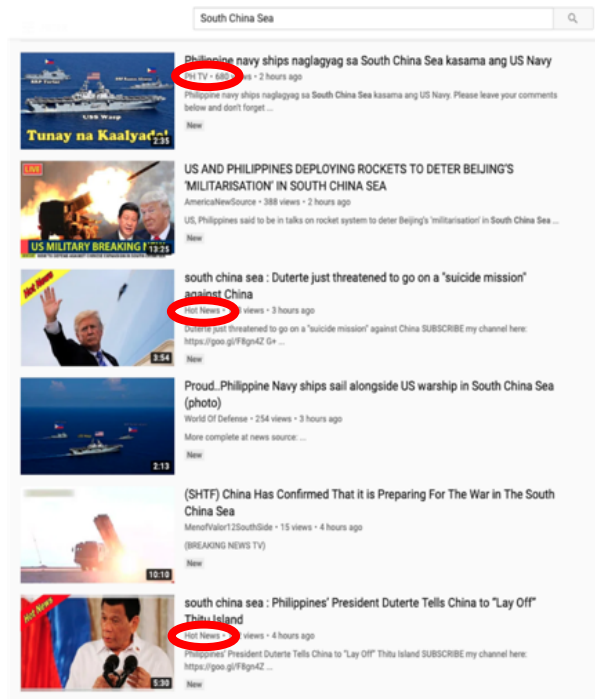 South China Sea
Philippine navy ships naglagyag sa South China Sea kasama ang US Navy
PH TV • 680 • 2 hours ago
Philippine navy ships naglagyag sa South China Sea kasama ang US Navy. Please leave your comments
below and don't forget ...
New
USS Wasp
Tunay na Kaalyado!
2:35
US AND PHILIPPINES DEPLOYING ROCKETS TO DETER BEIJING'S
'MILITARISATION' IN SOUTH CHINA SEA
AmericaNewSource • 388 views • 2 hours ago
US, Philippines said to be in talks on rocket system to deter Beijing's 'militarisation' in South China Sea ...
New
LIVE
US MILITARY BREAKING
13:25
south china sea : Duterte just threatened to go on a "suicide mission"
against China
Hot News • views • 3 hours ago
Duterte just threatened to go on a "suicide mission" against China SUBSCRIBE my channel here:
https://goo.gl/F8gn4Z G+ ...
New
Hot News
3:54
Proud..Philippine Navy ships sail alongside US warship in South China Sea
(photo)
World Of Defense • 254 views • 3 hours ago
More complete at news source: ...
New
2:13
(SHTF) China Has Confirmed That it is Preparing For The War in The South
China Sea
MenofValor12SouthSide • 15 views • 4 hours ago
(BREAKING NEWS TV)
New
10:10
south china sea : Philippines' President Duterte Tells China to "Lay Off"
Thitu Island
Hot News • views • 4 hours ago
Philippines' President Duterte Tells China to "Lay Off" Thitu Island SUBSCRIBE my channel here:
https://goo.gl/F8gn4Z ...
New
Hot News
5:30